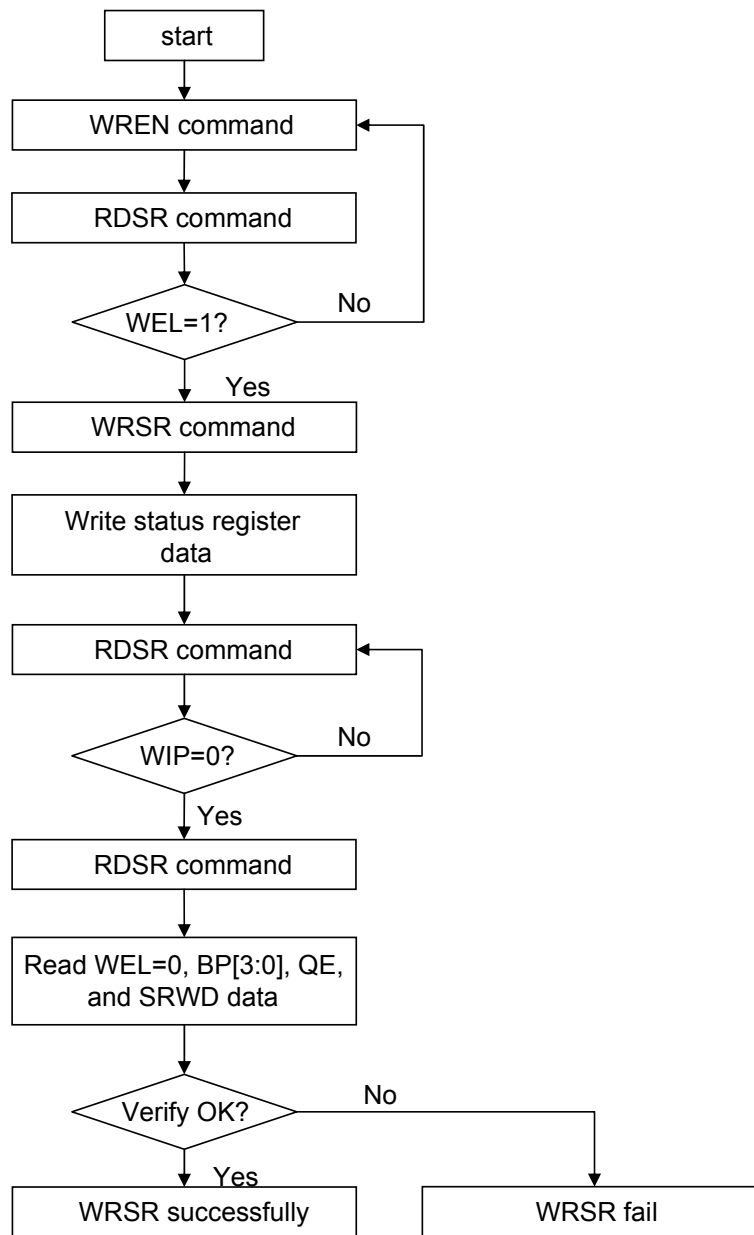 start
WREN command
RDSR command
WEL=1?
No
Yes
WRSR command
Write status register
data
RDSR command
WIP=0?
No
Yes
RDSR command
Read WEL=0, BP[3:0], QE,
and SRWD data
Verify OK?
No
Yes
WRSR successfully
WRSR fail